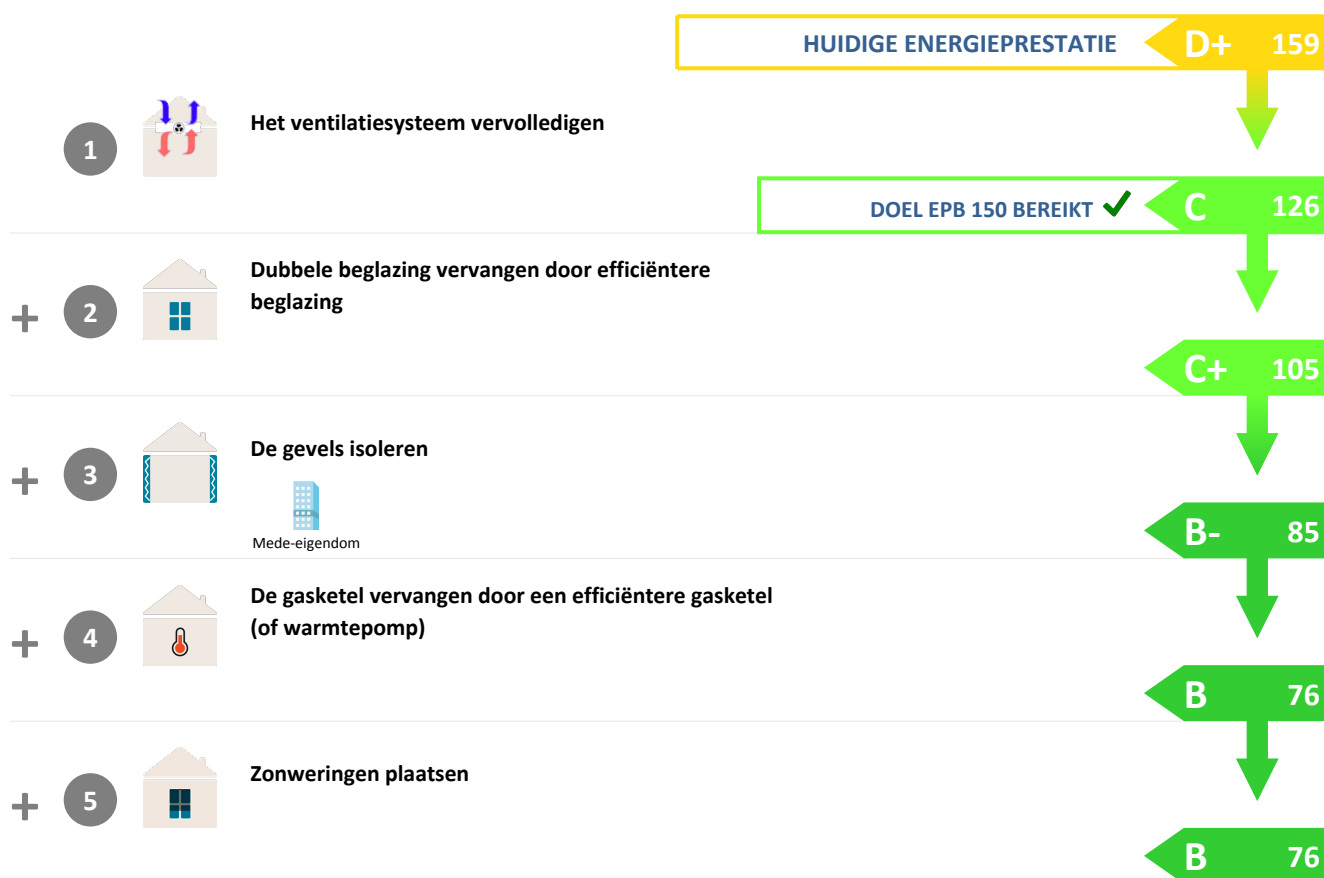 HUIDIGE ENERGIEPRESTATIE D+ 159
1 Het ventilatiesysteem vervolledigen
DOEL EPB 150 BEREIKT ✓ C 126
+ 2 Dubbele beglazing vervangen door efficiëntere
beglazing
C+ 105
+ 3 De gevels isoleren
Mede-eigendom
B- 85
+ 4 De gasketel vervangen door een efficiëntere gasketel
(of warmtepomp)
B 76
+ 5 Zonweringen plaatsen
B 76